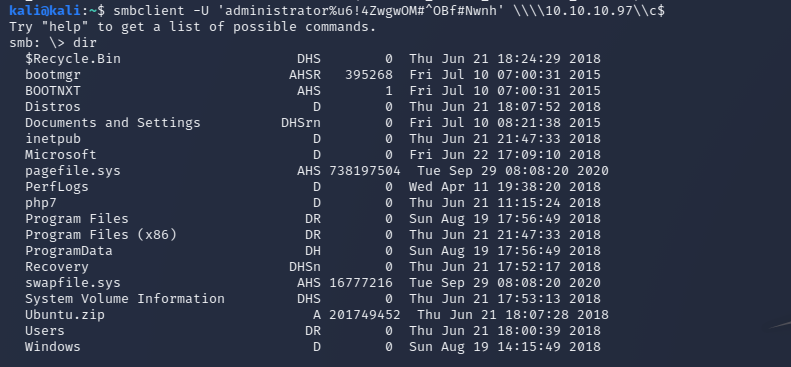 kali@kali:~$ smbclient -U 'administrator%u6!4ZwgwOM#^OBf#Nwnh' \\\\10.10.10.97\\c$
Try "help" to get a list of possible commands.
smb: \> dir
  $Recycle.Bin                      DHS        0  Thu Jun 21 18:24:29 2018
  bootmgr                          AHSR   395268  Fri Jul 10 07:00:31 2015
  BOOTNXT                           AHS        1  Fri Jul 10 07:00:31 2015
  Distros                             D        0  Thu Jun 21 18:07:52 2018
  Documents and Settings          DHSrn        0  Fri Jul 10 08:21:38 2015
  inetpub                             D        0  Thu Jun 21 21:47:33 2018
  Microsoft                           D        0  Fri Jun 22 17:09:10 2018
  pagefile.sys                      AHS 738197504  Tue Sep 29 08:08:20 2020
  PerfLogs                            D        0  Wed Apr 11 19:38:20 2018
  php7                                D        0  Thu Jun 21 11:15:24 2018
  Program Files                      DR        0  Sun Aug 19 17:56:49 2018
  Program Files (x86)                DR        0  Thu Jun 21 21:47:33 2018
  ProgramData                        DH        0  Sun Aug 19 17:56:49 2018
  Recovery                         DHSn        0  Thu Jun 21 17:52:17 2018
  swapfile.sys                      AHS 16777216  Tue Sep 29 08:08:20 2020
  System Volume Information         DHS        0  Thu Jun 21 17:53:13 2018
  Ubuntu.zip                          A 201749452  Thu Jun 21 18:07:28 2018
  Users                              DR        0  Thu Jun 21 18:00:39 2018
  Windows                             D        0  Sun Aug 19 14:15:49 2018